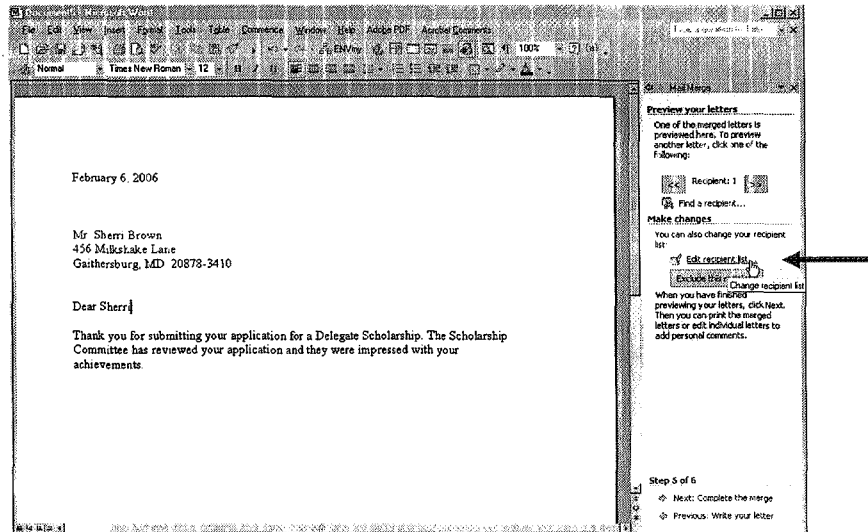 File Edit View Insert Format Tools Table Commence Window Help Adobe PDF Acrobat Comments
ENViny 100%
Normal Times New Roman 12
Mail Merge
Preview your letters
One of the merged letters is
previewed here. To preview
another letter, click one of the
following:
<< Recipient: 1 >>
Find a recipient...
Make changes
You can also change your recipient
list:
Edit recipient list...
Exclude this
Change recipient list
When you have finished
previewing your letters, click Next.
Then you can print the merged
letters or edit individual letters to
add personal comments.
Step 5 of 6
Next: Complete the merge
Previous: Write your letter
February 6, 2006
Mr Sherri Brown
456 Milkshake Lane
Gaithersburg, MD 20878-3410
Dear Sherri
Thank you for submitting your application for a Delegate Scholarship. The Scholarship
Committee has reviewed your application and they were impressed with your
achievements.